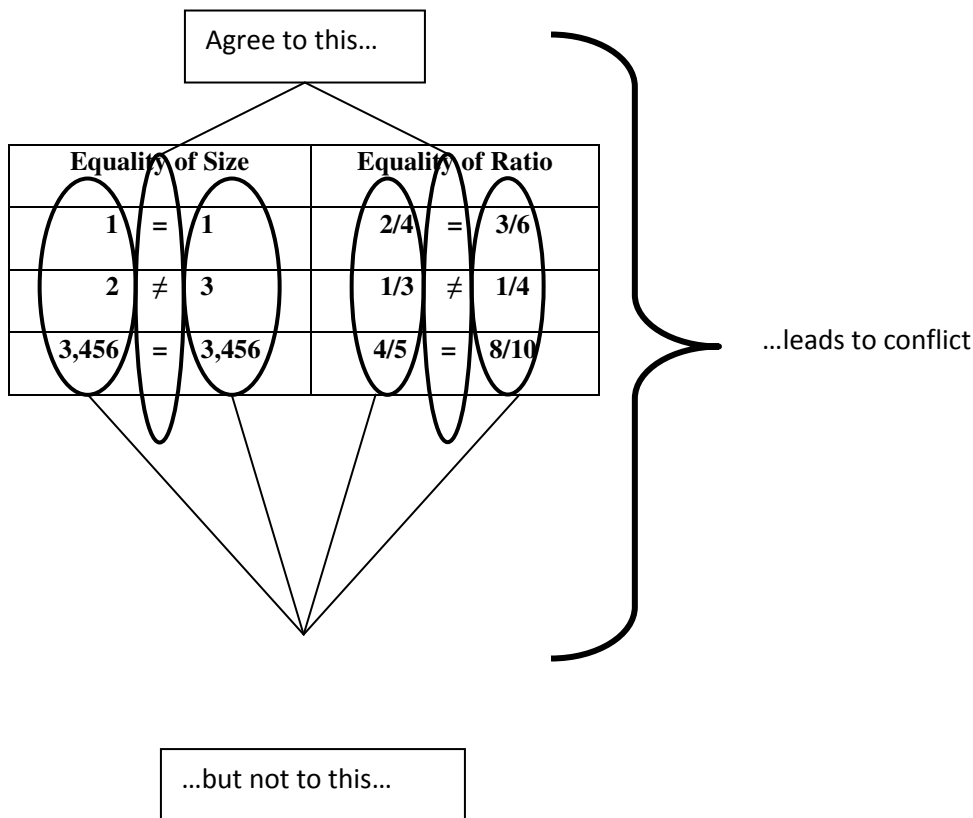 Agree to this…
Equality of Size Equality of Ratio
1 = 1 2/4 = 3/6
2 ≠ 3 1/3 ≠ 1/4
3,456 = 3,456 4/5 = 8/10
…leads to conflict
…but not to this…